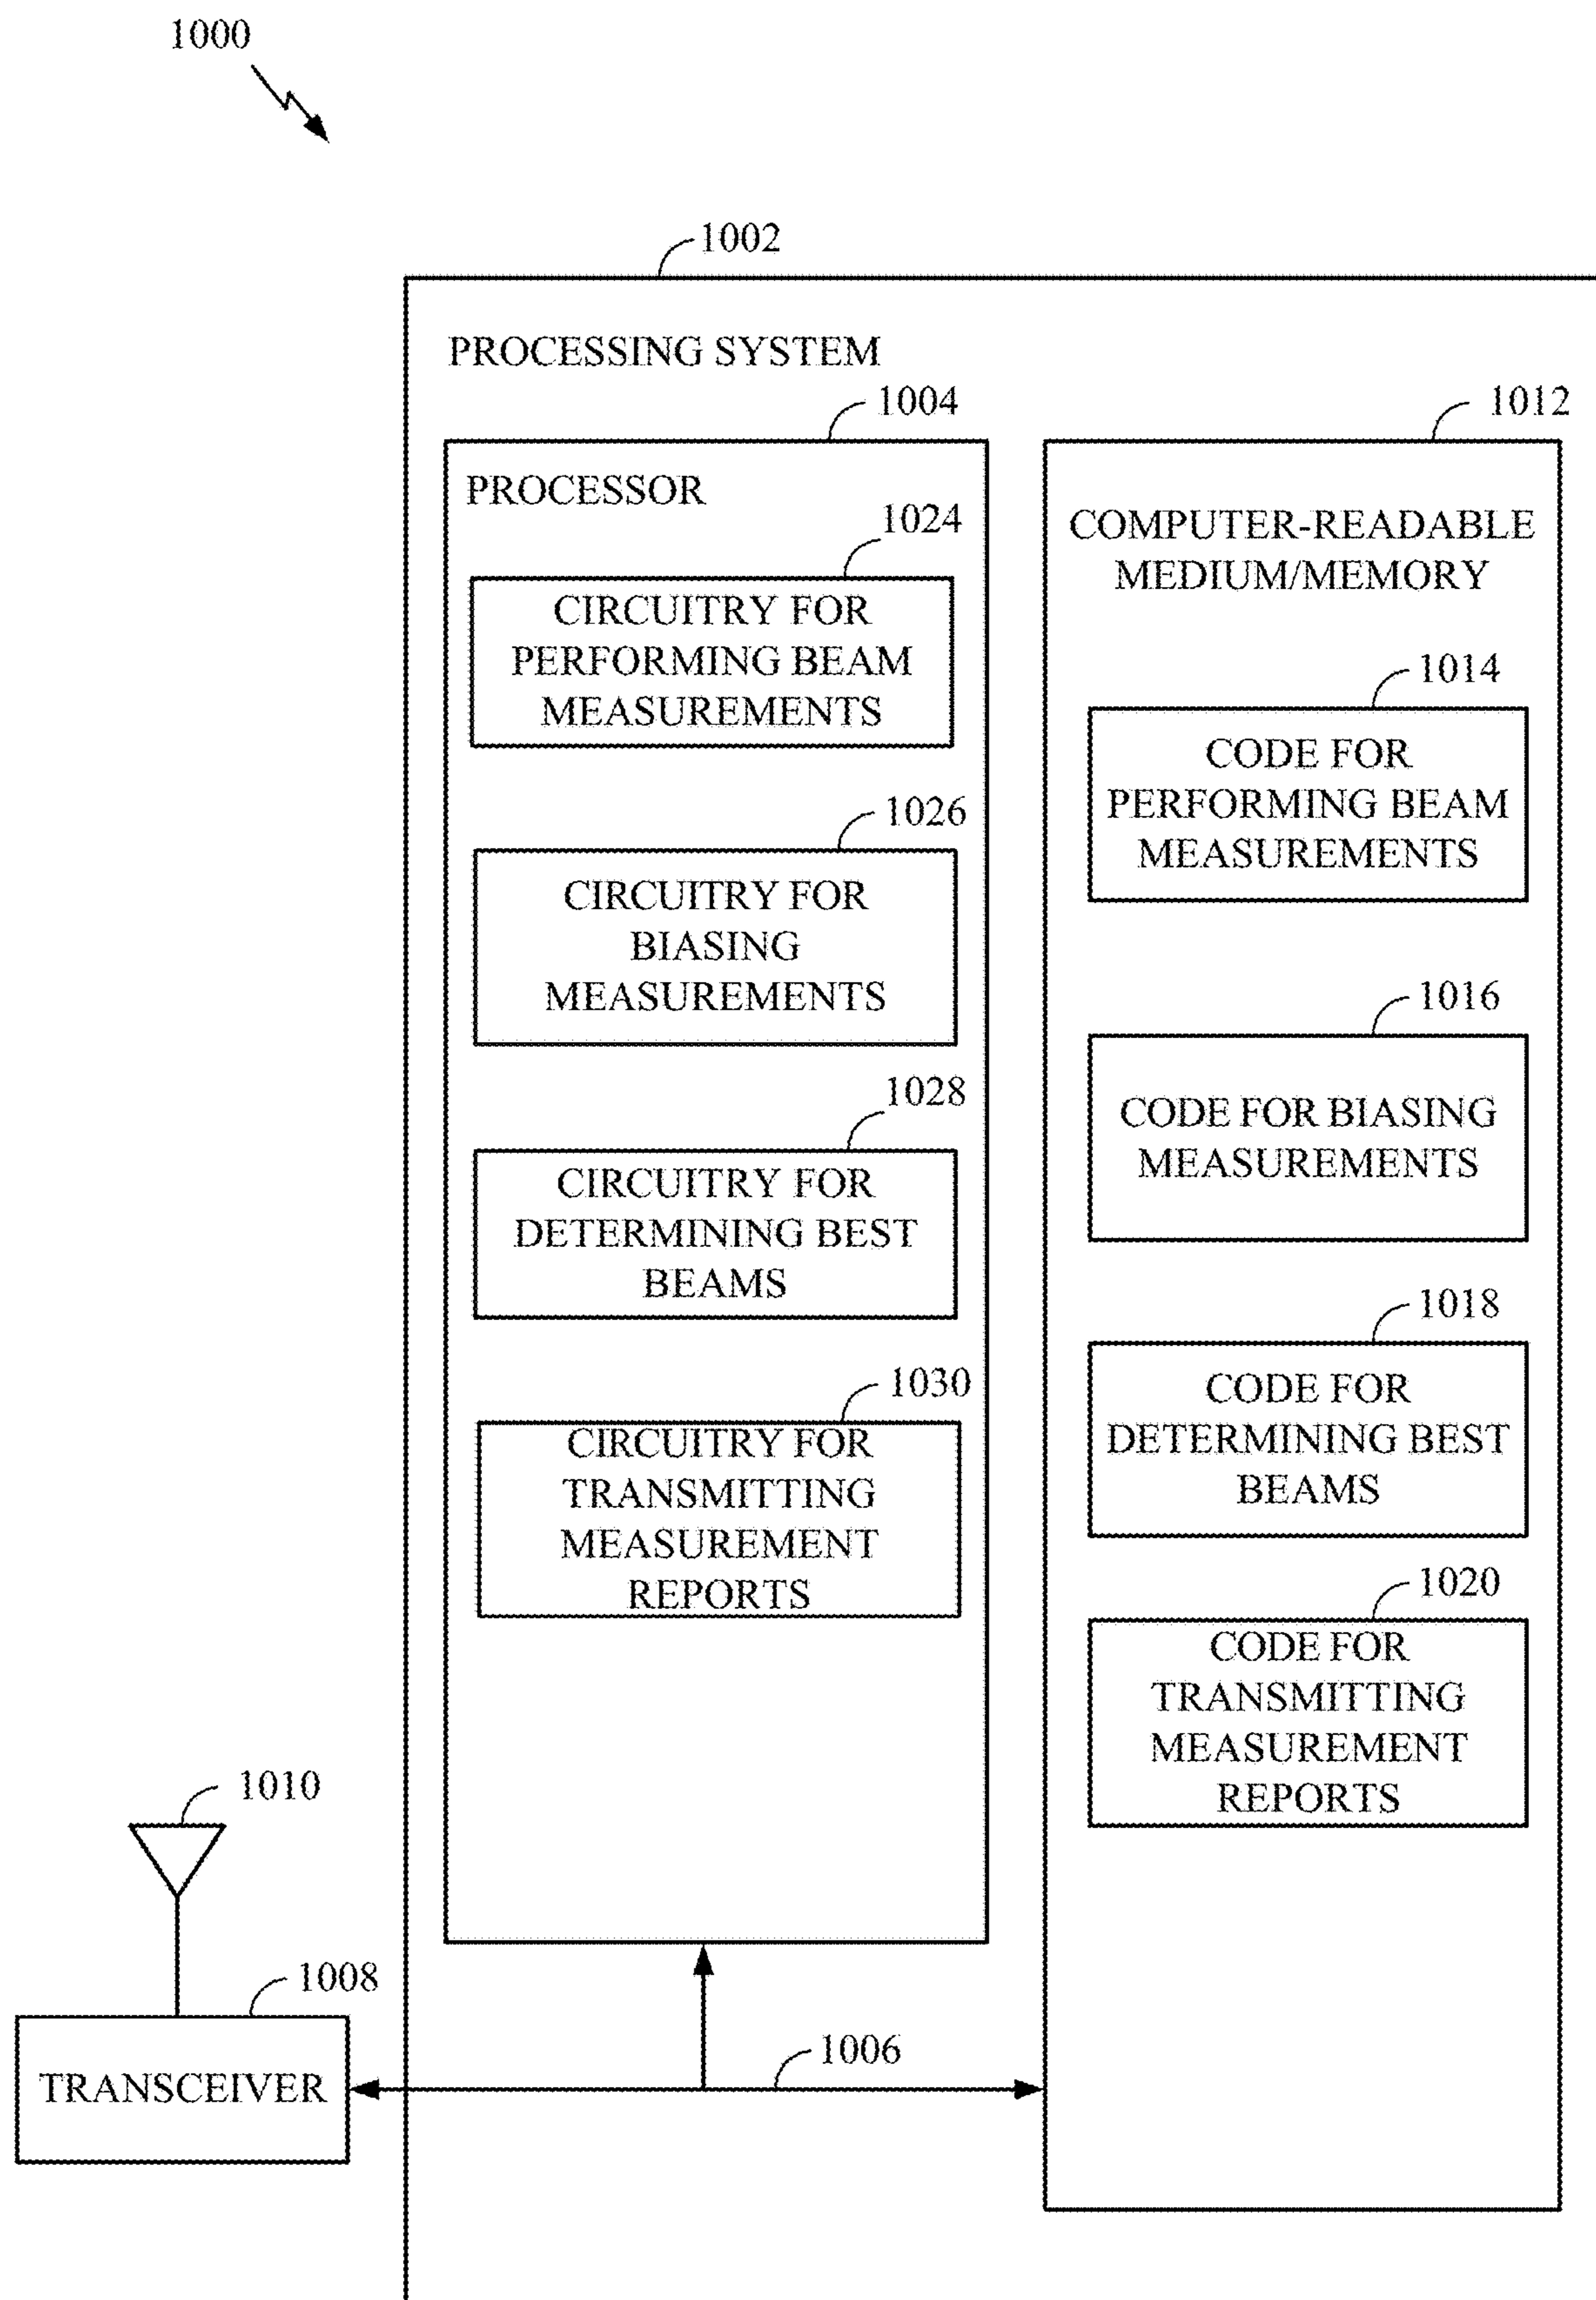 1000
1002
PROCESSING SYSTEM
1004
PROCESSOR
1024
CIRCUITRY FOR
PERFORMING BEAM
MEASUREMENTS
1026
CIRCUITRY FOR
BIASING
MEASUREMENTS
1028
CIRCUITRY FOR
DETERMINING BEST
BEAMS
1030
CIRCUITRY FOR
TRANSMITTING
MEASUREMENT
REPORTS
1012
COMPUTER-READABLE
MEDIUM/MEMORY
1014
CODE FOR
PERFORMING BEAM
MEASUREMENTS
1016
CODE FOR BIASING
MEASUREMENTS
1018
CODE FOR
DETERMINING BEST
BEAMS
1020
CODE FOR
TRANSMITTING
MEASUREMENT
REPORTS
1010
1008
TRANSCEIVER
1006